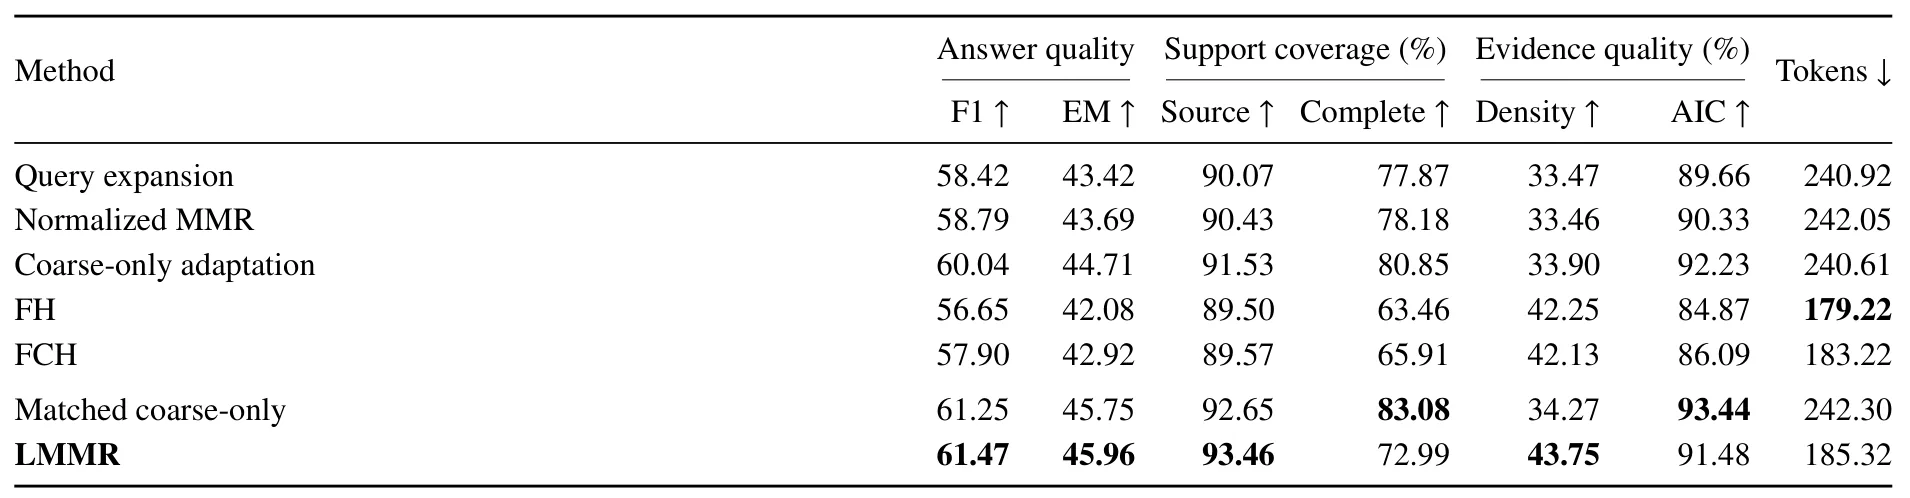 Method Answer quality Support coverage (%) Evidence quality (%) Tokens ↓
F1 ↑ EM ↑ Source ↑ Complete ↑ Density ↑ AIC ↑
Query expansion 58.42 43.42 90.07 77.87 33.47 89.66 240.92
Normalized MMR 58.79 43.69 90.43 78.18 33.46 90.33 242.05
Coarse-only adaptation 60.04 44.71 91.53 80.85 33.90 92.23 240.61
FH 56.65 42.08 89.50 63.46 42.25 84.87 179.22
FCH 57.90 42.92 89.57 65.91 42.13 86.09 183.22
Matched coarse-only 61.25 45.75 92.65 83.08 34.27 93.44 242.30
LMMR 61.47 45.96 93.46 72.99 43.75 91.48 185.32